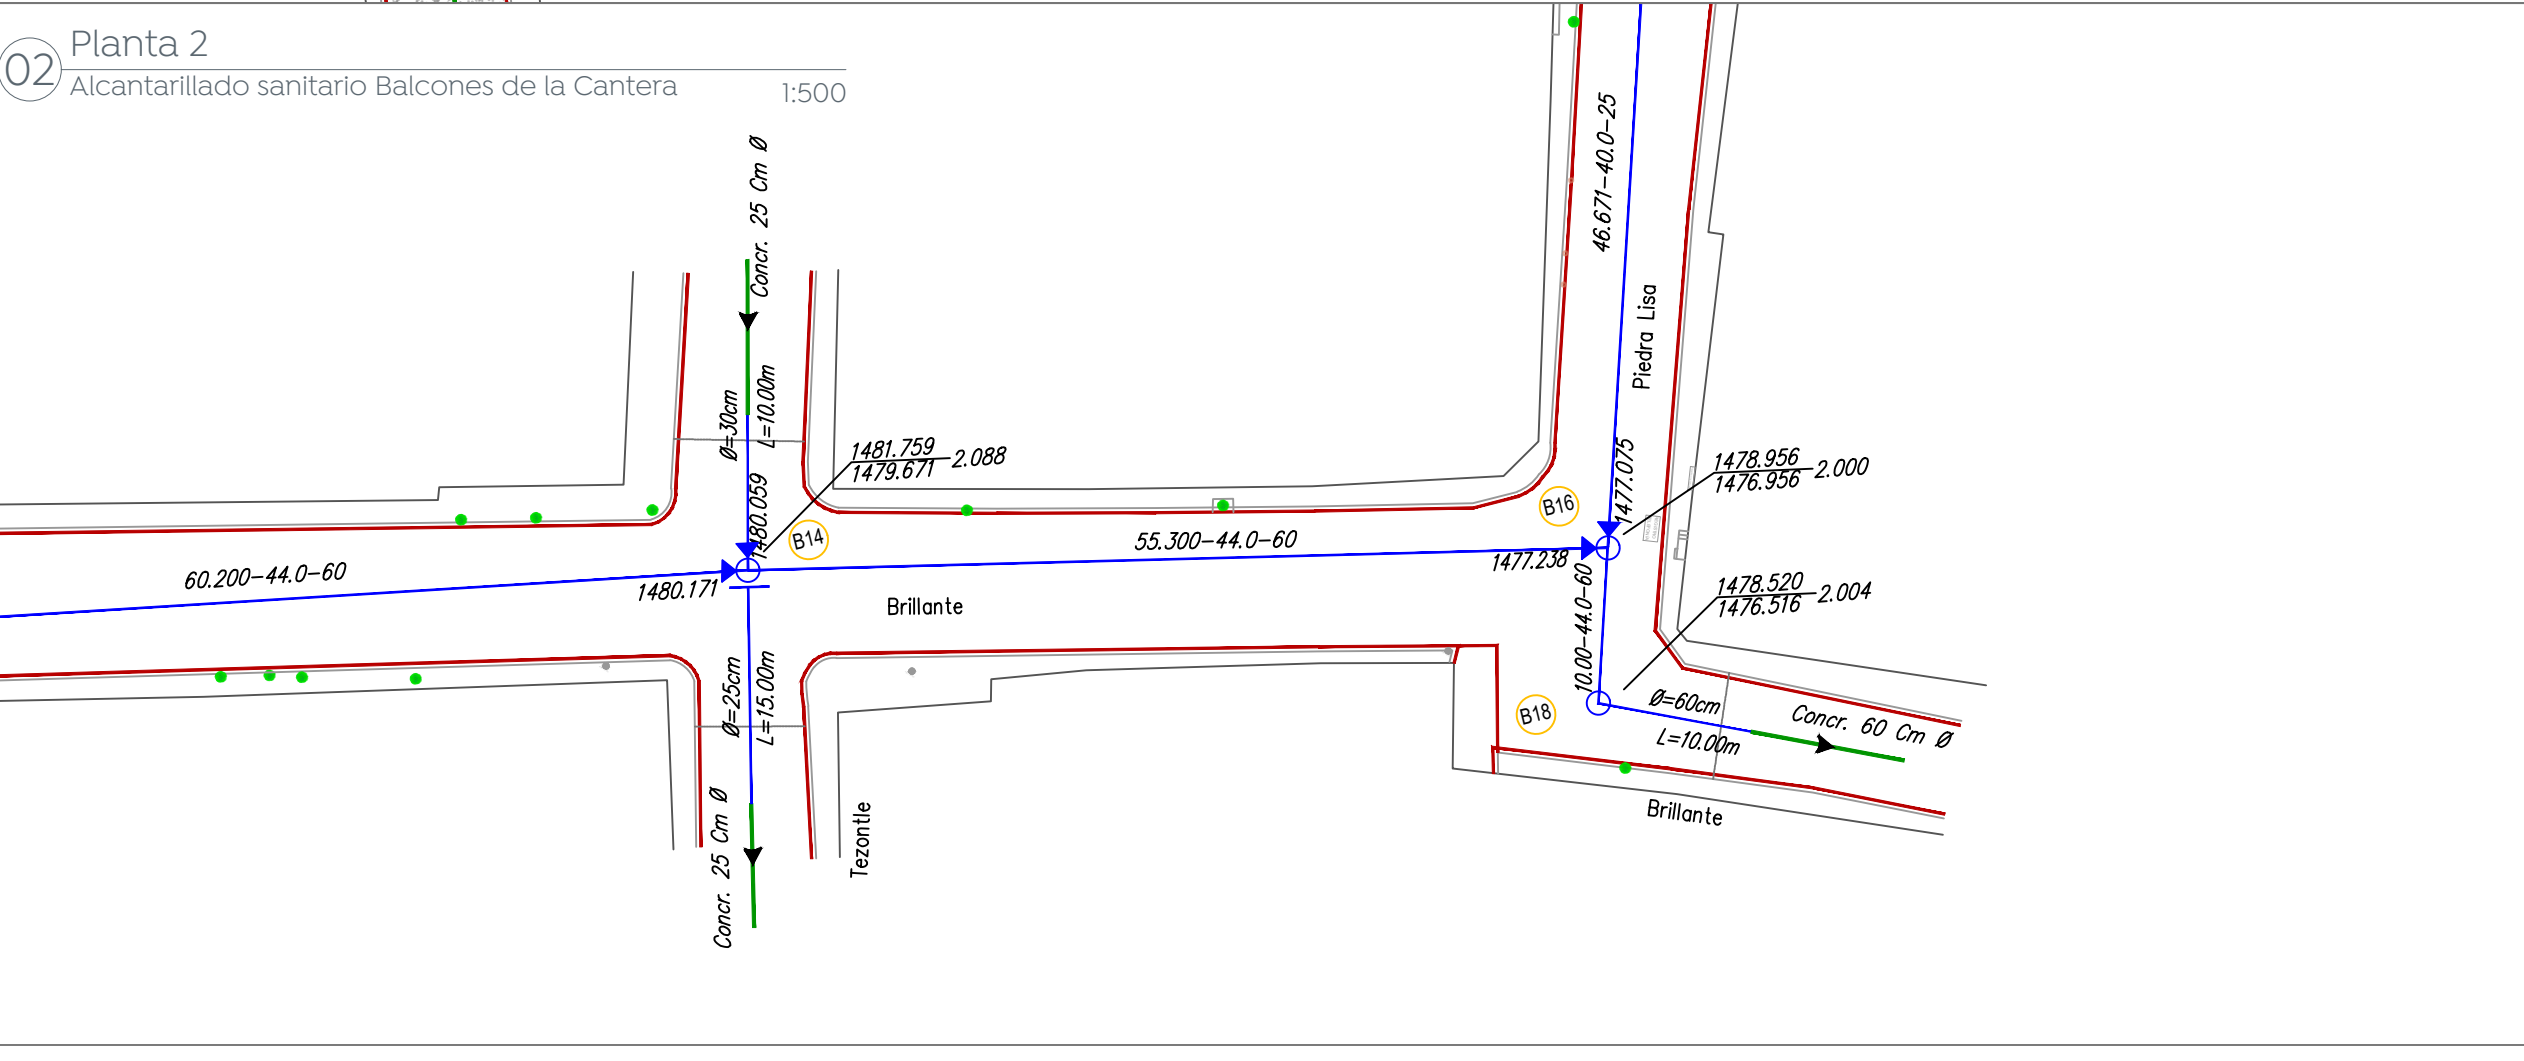 02
Planta 2
Alcantarillado sanitario Balcones de la Cantera
1:500
Concr. 25 Cm Ø
Ø=30cm
L=10.00m
1480.059
1481.759
1479.671
2.088
B14
60.200-44.0-60
1480.171
Brillante
55.300-44.0-60
1477.238
46.671-40.0-25
Piedra Lisa
1477.075
B16
1478.956
1476.956
2.000
1478.520
1476.516
2.004
10.00-44.0-60
B18
Ø=60cm
L=10.00m
Concr. 60 Cm Ø
Brillante
Ø=25cm
L=15.00m
Concr. 25 Cm Ø
Tezontle